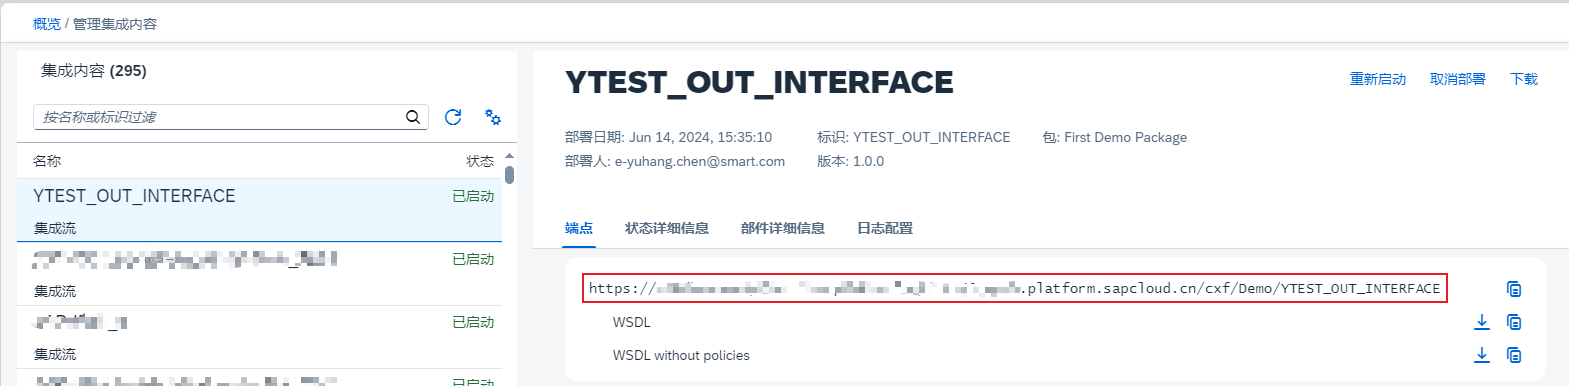 概览 / 管理集成内容
集成内容 (295)
按名称或标识过滤
名称 状态
YTEST_OUT_INTERFACE 已启动
集成流
已启动
集成流
已启动
集成流
已启动
YTEST_OUT_INTERFACE
重新启动 取消部署 下载
部署日期: Jun 14, 2024, 15:35:10 标识: YTEST_OUT_INTERFACE 包: First Demo Package
部署人: e-yuhang.chen@smart.com 版本: 1.0.0
端点 状态详细信息 部件详细信息 日志配置
https:// .platform.sapcloud.cn/cxf/Demo/YTEST_OUT_INTERFACE
WSDL
WSDL without policies